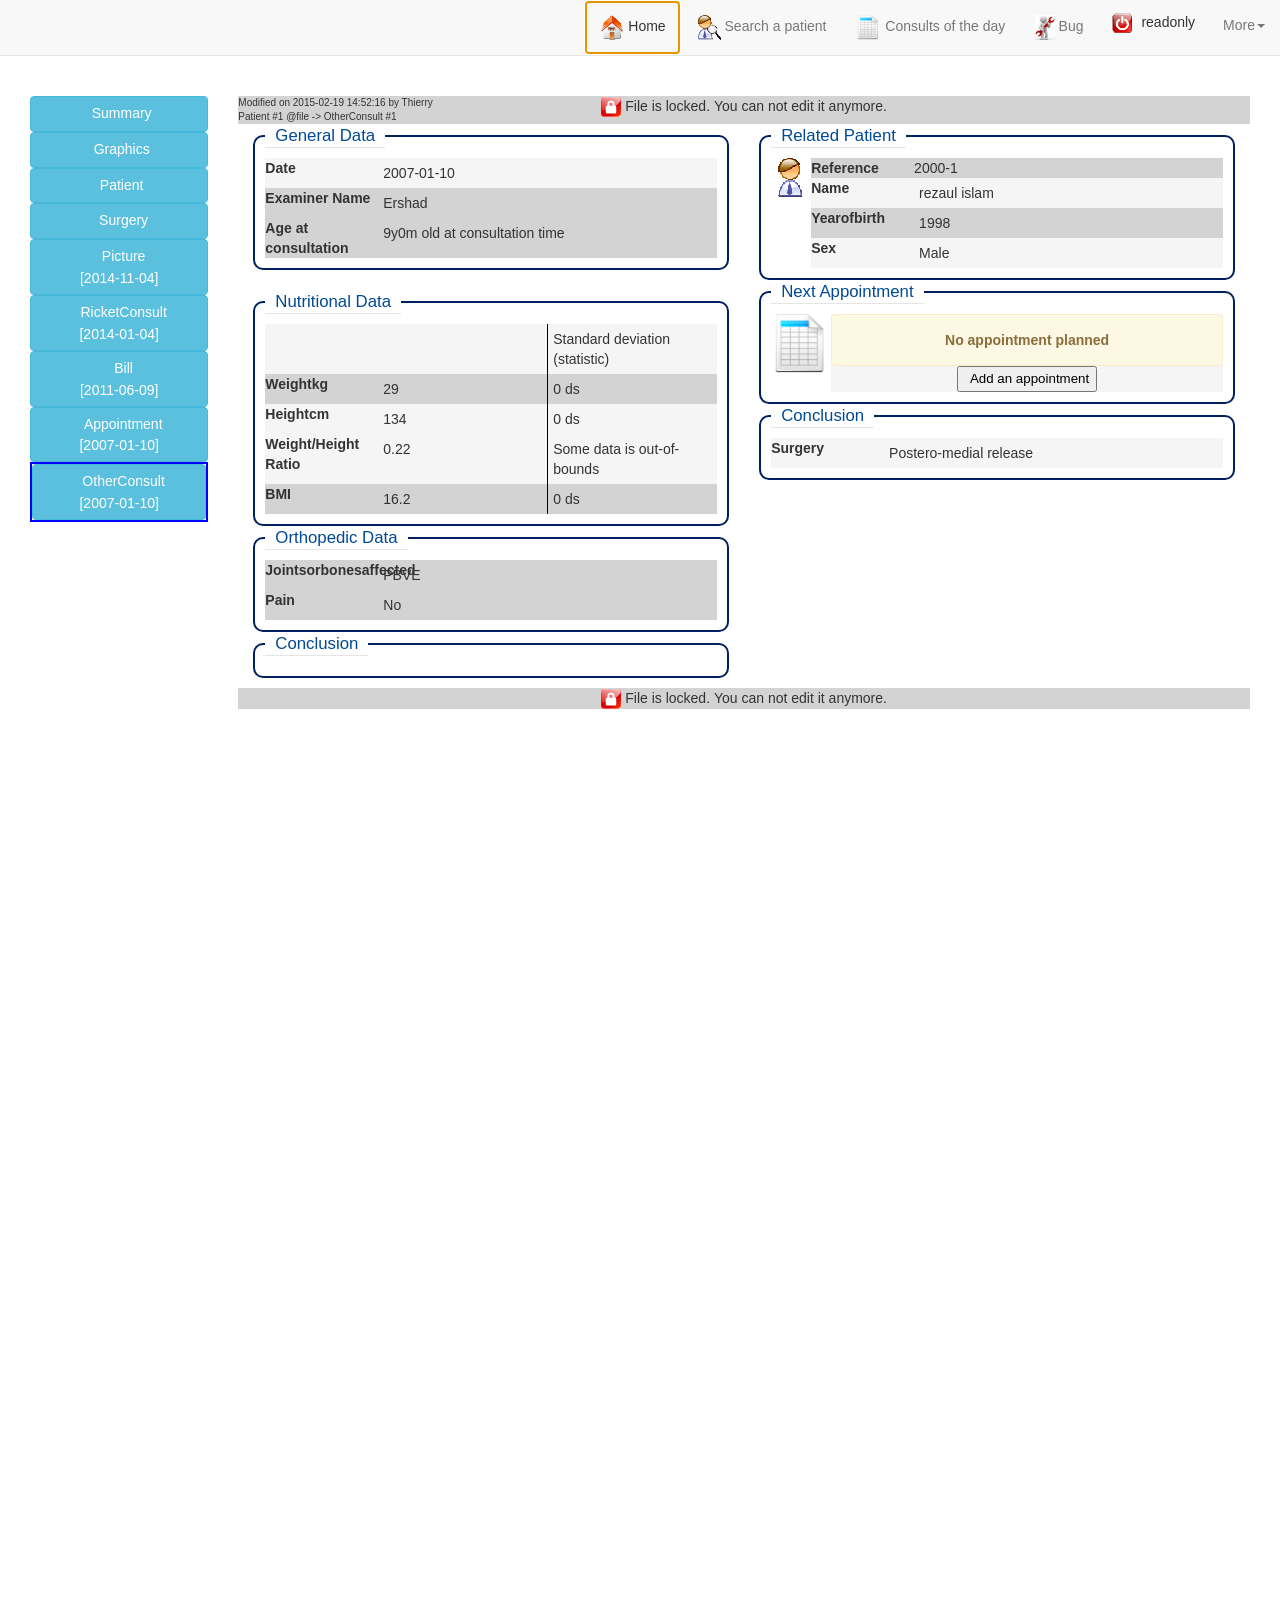 Home
Search a patient
Consults of the day
Bug
readonly
More
Summary
Graphics
Patient
Surgery
Picture
[2014-11-04]
RicketConsult
[2014-01-04]
Bill
[2011-06-09]
Appointment
[2007-01-10]
OtherConsult
[2007-01-10]
Modified on 2015-02-19 14:52:16 by Thierry
Patient #1 @file -> OtherConsult #1
File is locked. You can not edit it anymore.
General Data
Date 2007-01-10
Examiner Name Ershad
Age at consultation 9y0m old at consultation time
Nutritional Data
Standard deviation
(statistic)
Weightkg 29 0 ds
Heightcm 134 0 ds
Weight/Height 0.22 Some data is out-of-
Ratio bounds
BMI 16.2 0 ds
Orthopedic Data
Jointsorbonesaffected PBVE
Pain No
Conclusion
Related Patient
Reference 2000-1
Name rezaul islam
Yearofbirth 1998
Sex Male
Next Appointment
No appointment planned
Add an appointment
Conclusion
Surgery Postero-medial release
File is locked. You can not edit it anymore.